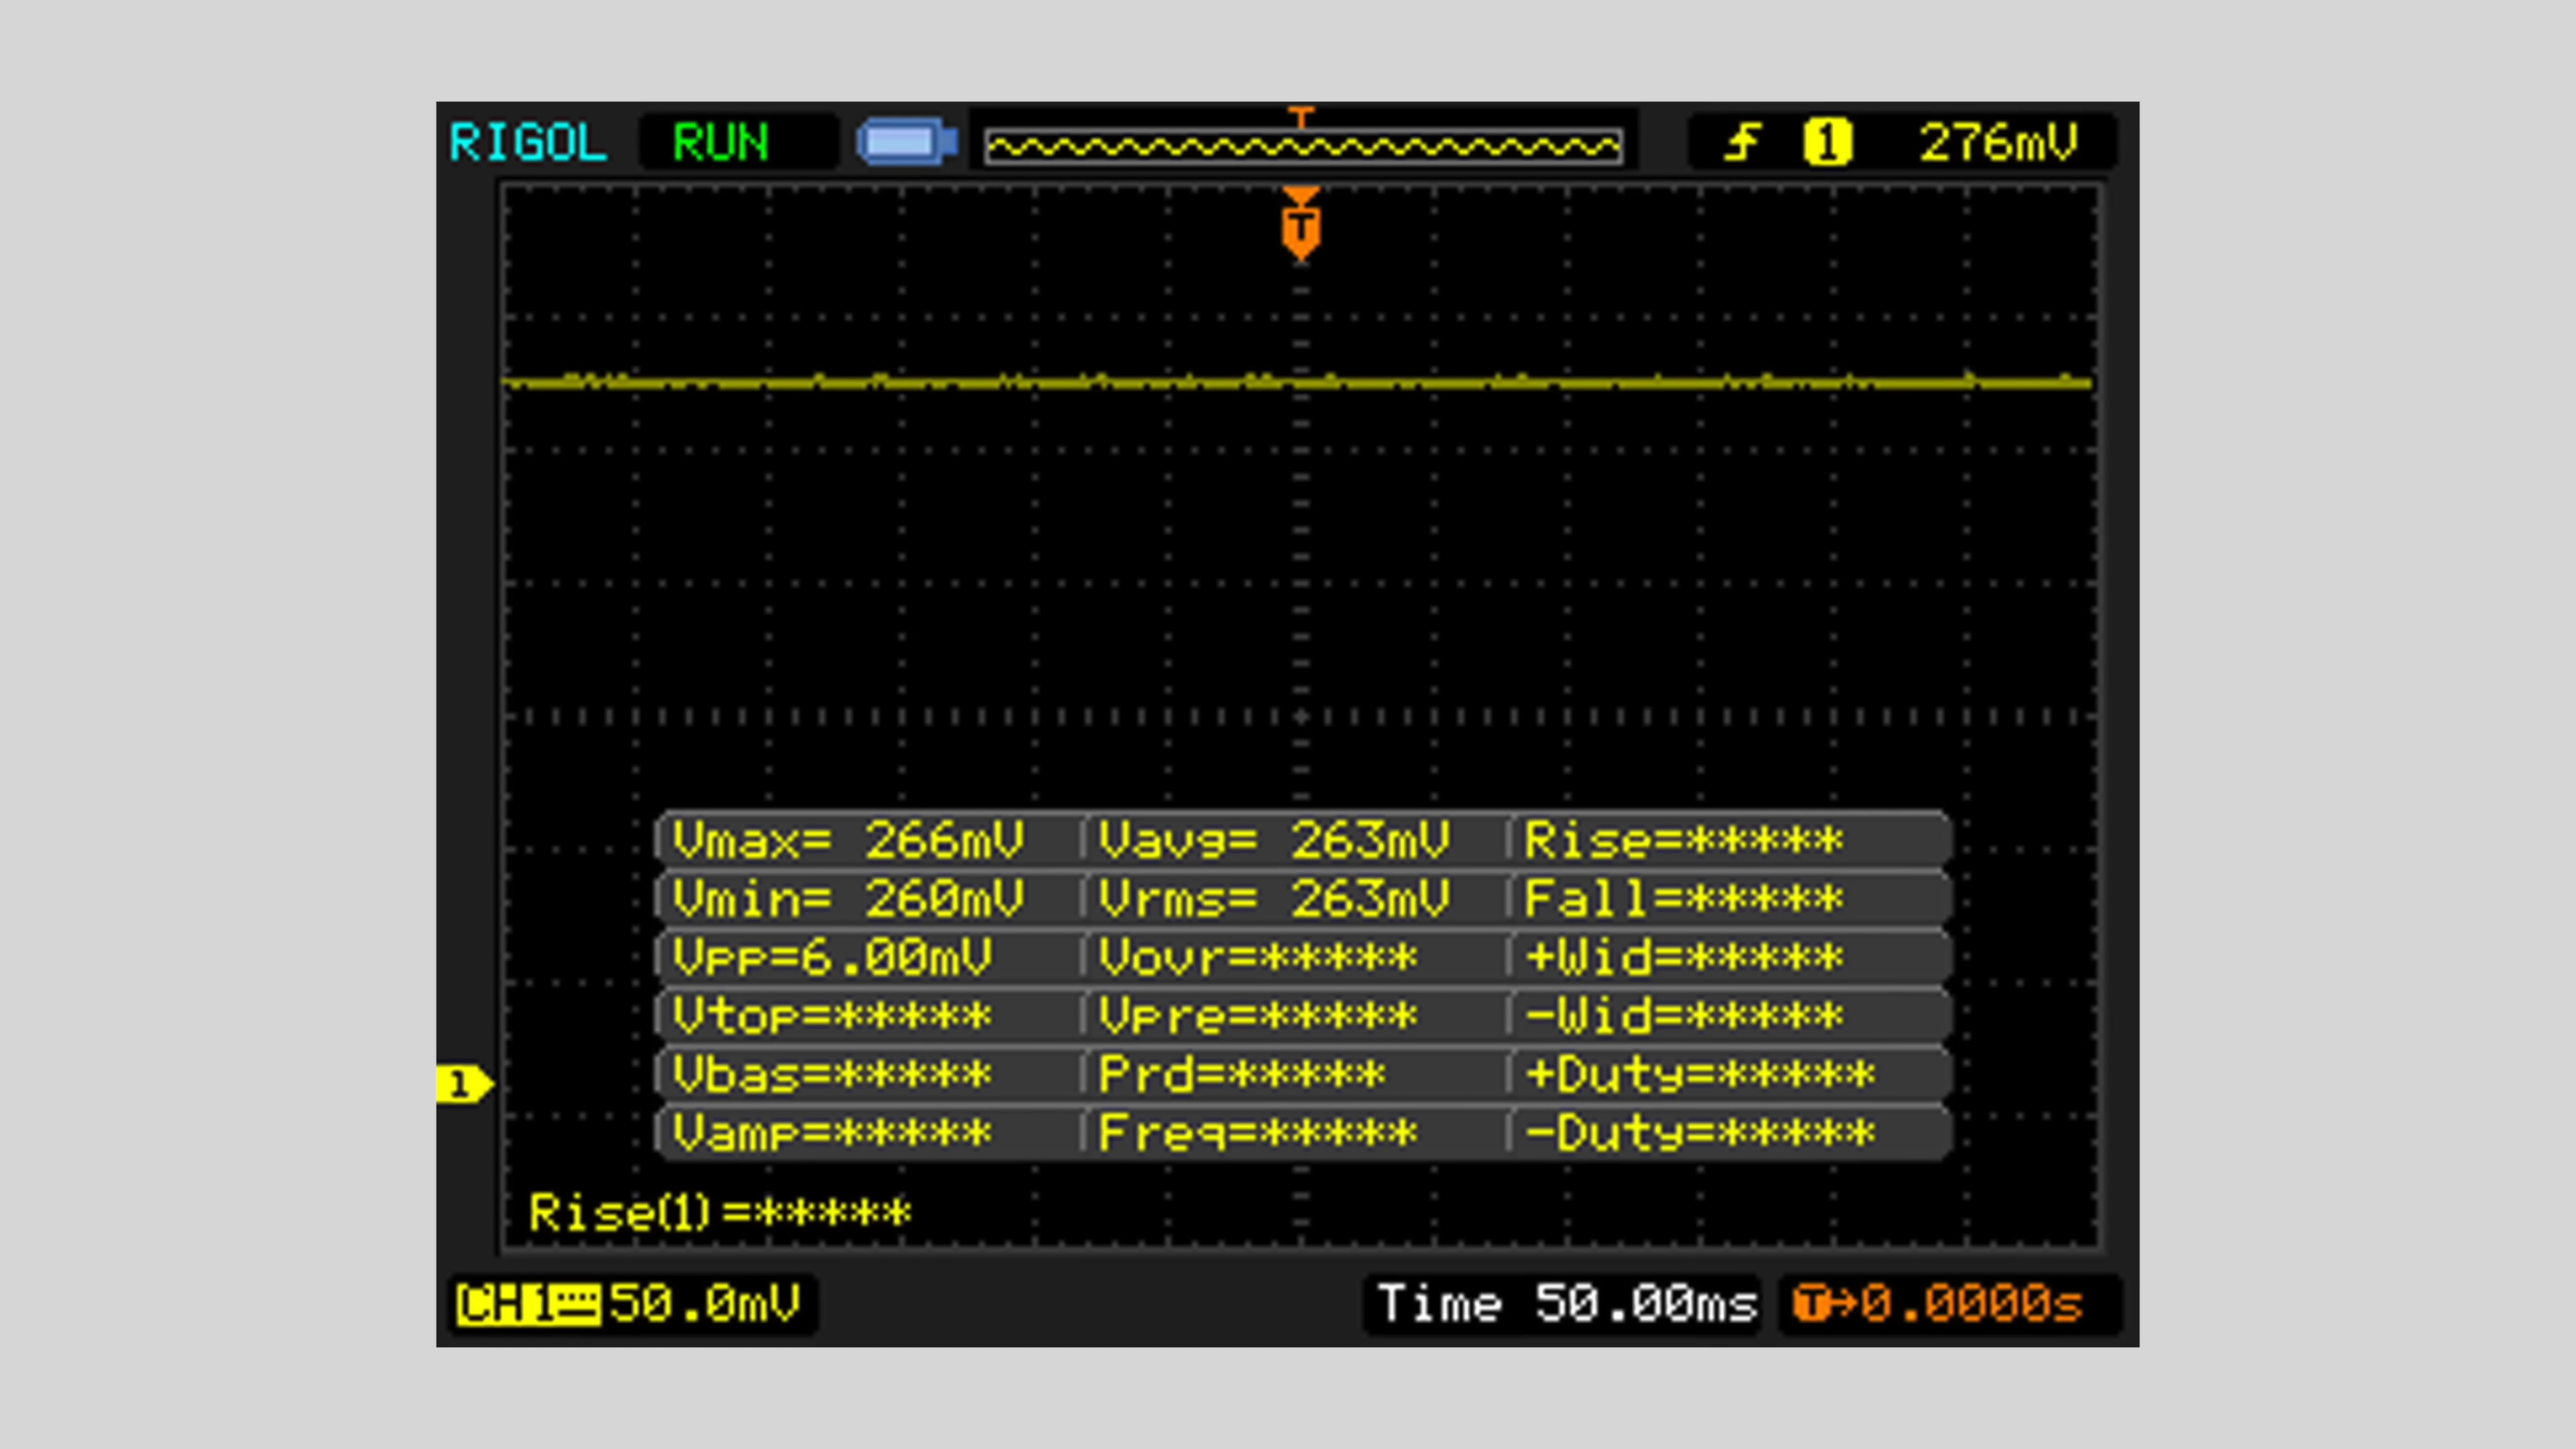 RIGOL RUN T 1 276mV
T
Vmax= 266mV Vavg= 263mV Rise=*****
Vmin= 260mV Vrms= 263mV Fall=*****
Vpp=6.00mV Vovr=***** +Wid=*****
Vtop=***** Vpre=***** -Wid=*****
1 Vbas=***** Prd=***** +Duty=*****
Vamp=***** Freq=***** -Duty=*****
Rise(1)=*****
CH1 50.0mV Time 50.00ms T→0.0000s